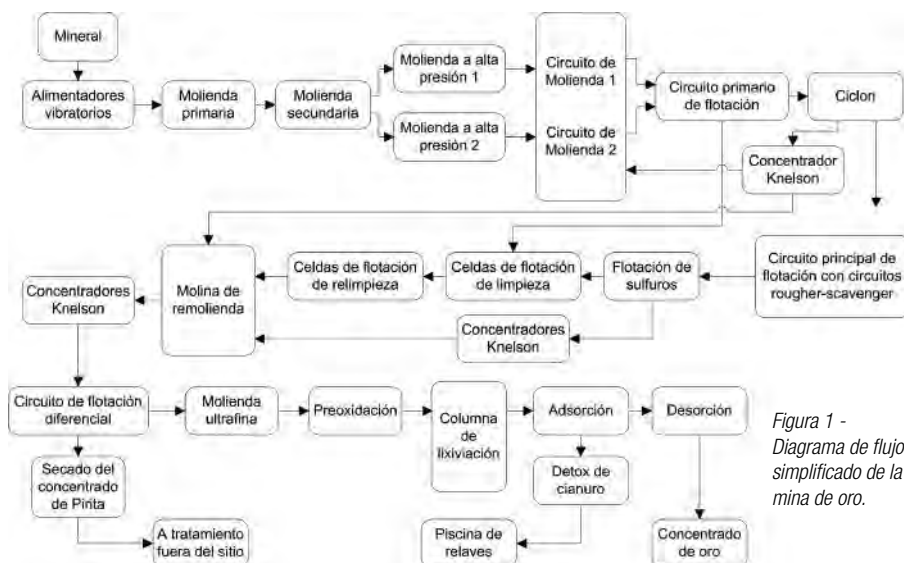 Mineral
Alimentadores
vibratorios
Molienda
primaria
Molienda
secundaria
Molienda a alta
presión 1
Molienda a alta
presión 2
Circuito de
Molienda 1
Circuito de
Molienda 2
Circuito primario
de flotación
Ciclon
Concentrador
Knelson
Circuito principal de
flotación con circuitos
rougher-scavenger
Flotación de
sulfuros
Celdas de flotación
de limpieza
Celdas de flotación
de relimpieza
Concentradores
Knelson
Molina de
remolienda
Concentradores
Knelson
Circuito de flotación
diferencial
Molienda
ultrafina
Preoxidación
Columna
de
lixiviación
Adsorción
Desorción
Secado del
concentrado
de Pirita
A tratamiento
fuera del sitio
Detox de
cianuro
Piscina de
relaves
Concentrado
de oro
Figura 1 -
Diagrama de flujo
simplificado de la
mina de oro.